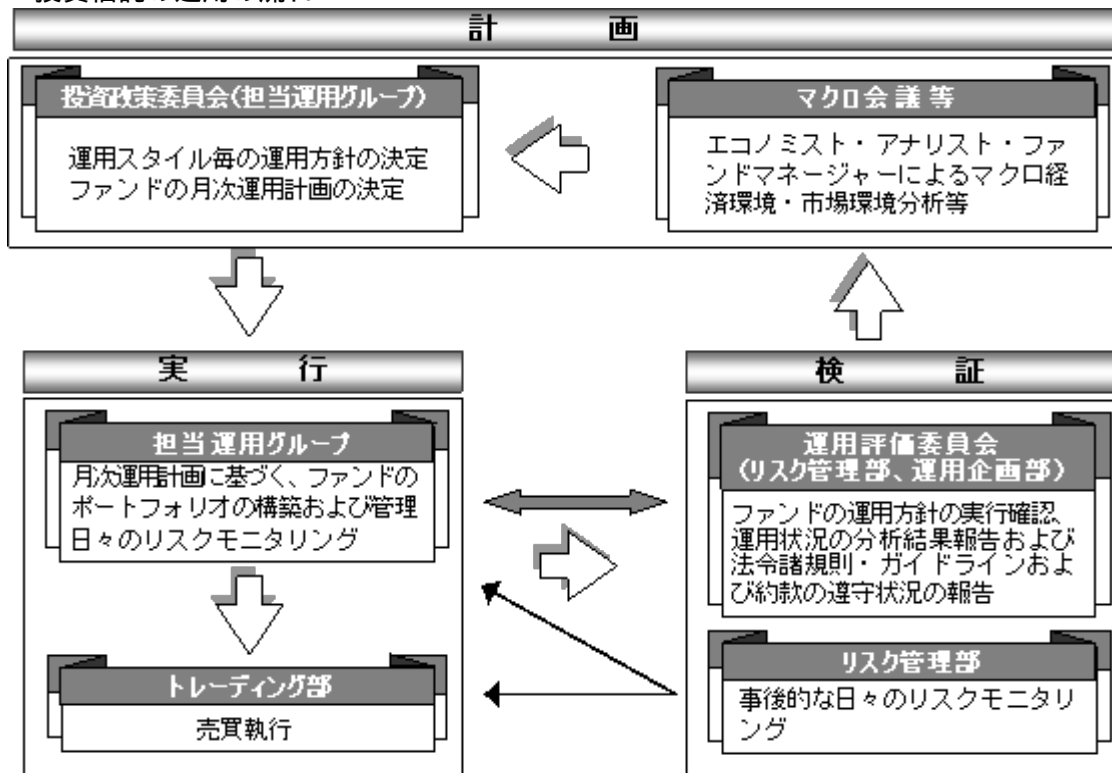 計 画
投資政策委員会(担当運用グループ)
運用スタイル毎の運用方針の決定
ファンドの月次運用計画の決定
マクロ会議等
エコノミスト・アナリスト・ファ
ンドマネージャーによるマクロ経
済環境・市場環境分析等
実 行
担当運用グループ
月次運用計画に基づく、ファンドの
ポートフォリオの構築および管理
日々のリスクモニタリング
トレーディング部
売買執行
検 証
運用評価委員会
(リスク管理部、運用企画部)
ファンドの運用方針の実行確認、
運用状況の分析結果報告および
法令諸規則・ガイドラインおよ
び約款の遵守状況の報告
リスク管理部
事後的な日々のリスクモニタリ
ング